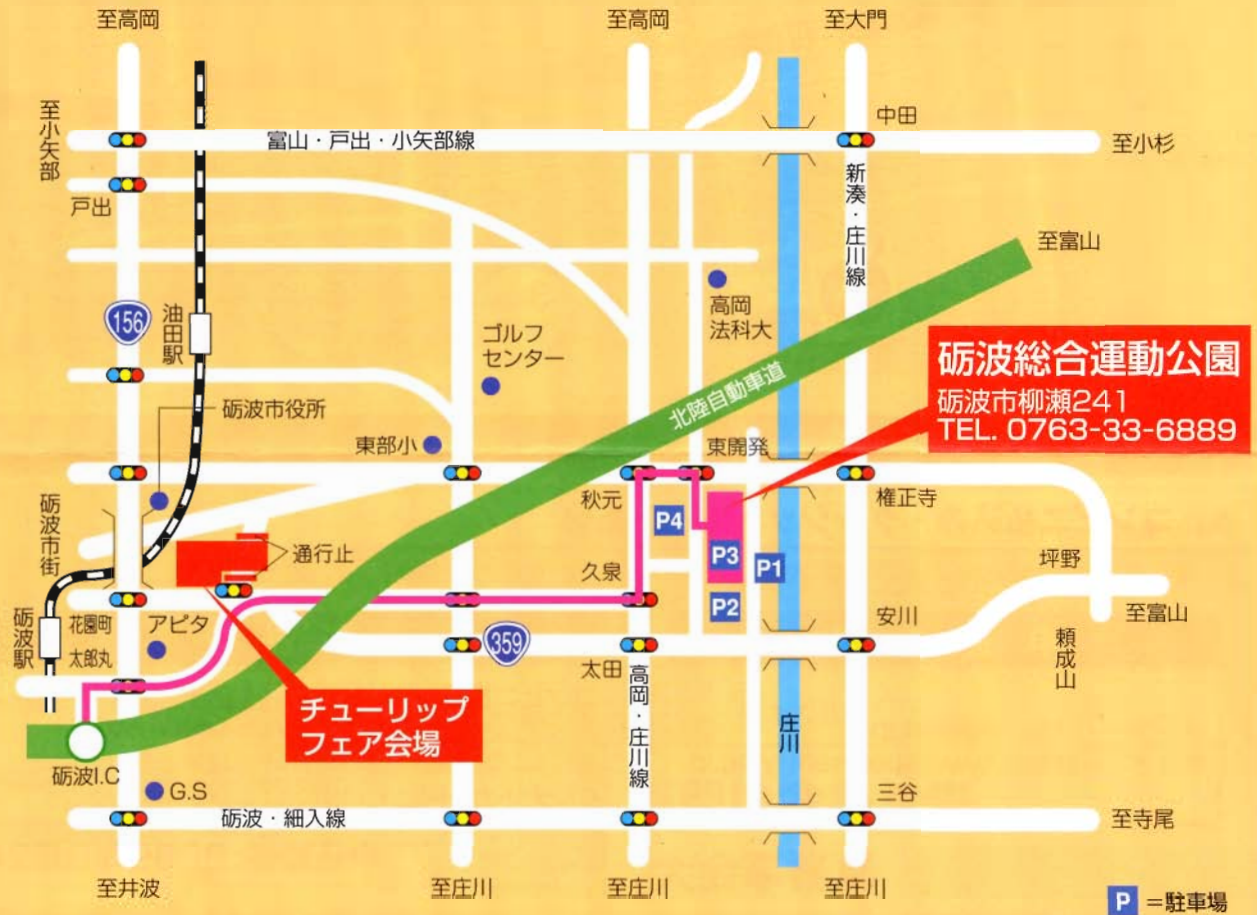 至高岡
至高岡
至大門
至小矢部
富山・戸出・小矢部線
中田
至小杉
戸出
新湊・庄川線
至富山
156
油田駅
高岡
法科大
ゴルフ
センター
北陸自動車道
砺波総合運動公園
砺波市柳瀬241
TEL. 0763-33-6889
砺波市役所
東部小
東開発
砺波市街
秋元
権正寺
P4
通行止
P3
P1
久泉
坪野
P2
砺波駅
花園町
アピタ
太郎丸
359
安川
至富山
太田
頼成山
高岡・庄川線
チューリップ
フェア会場
庄川
砺波I.C
G.S
三谷
砺波・細入線
至寺尾
至井波
至庄川
至庄川
至庄川
P =駐車場